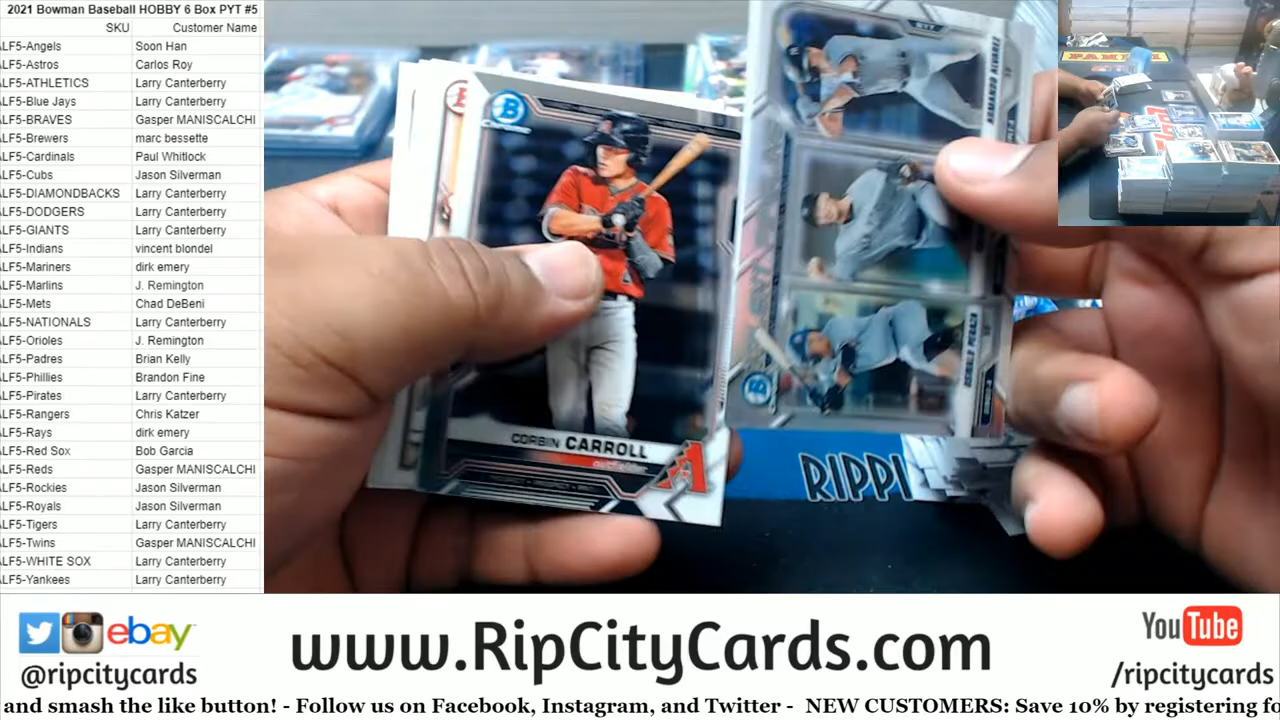 2021 Bowman Baseball HOBBY 6 Box PYT #5
SKU Customer Name
ALF5-Angels Soon Han
ALF5-Astros Carlos Roy
ALF5-ATHLETICS Larry Canterberry
ALF5-Blue Jays Larry Canterberry
ALF5-BRAVES Gasper MANISCALCHI
ALF5-Brewers marc bessette
ALF5-Cardinals Paul Whitlock
ALF5-Cubs Jason Silverman
ALF5-DIAMONDBACKS Larry Canterberry
ALF5-DODGERS Larry Canterberry
ALF5-GIANTS Larry Canterberry
ALF5-Indians vincent blondel
ALF5-Mariners dirk emery
ALF5-Marlins J. Remington
ALF5-Mets Chad DeBeni
ALF5-NATIONALS Larry Canterberry
ALF5-Orioles J. Remington
ALF5-Padres Brian Kelly
ALF5-Phillies Brandon Fine
ALF5-Pirates Larry Canterberry
ALF5-Rangers Chris Katzer
ALF5-Rays dirk emery
ALF5-Red Sox Bob Garcia
ALF5-Reds Gasper MANISCALCHI
ALF5-Rockies Jason Silverman
ALF5-Royals Jason Silverman
ALF5-Tigers Larry Canterberry
ALF5-Twins Gasper MANISCALCHI
ALF5-WHITE SOX Larry Canterberry
ALF5-Yankees Larry Canterberry
B
Chrome
CORBIN CARROLL
A
B
RIPPI
PANINI
ebay
@ripcitycards
www.RipCityCards.com
YouTube
/ripcitycards
and smash the like button! - Follow us on Facebook, Instagram, and Twitter - NEW CUSTOMERS: Save 10% by registering fo